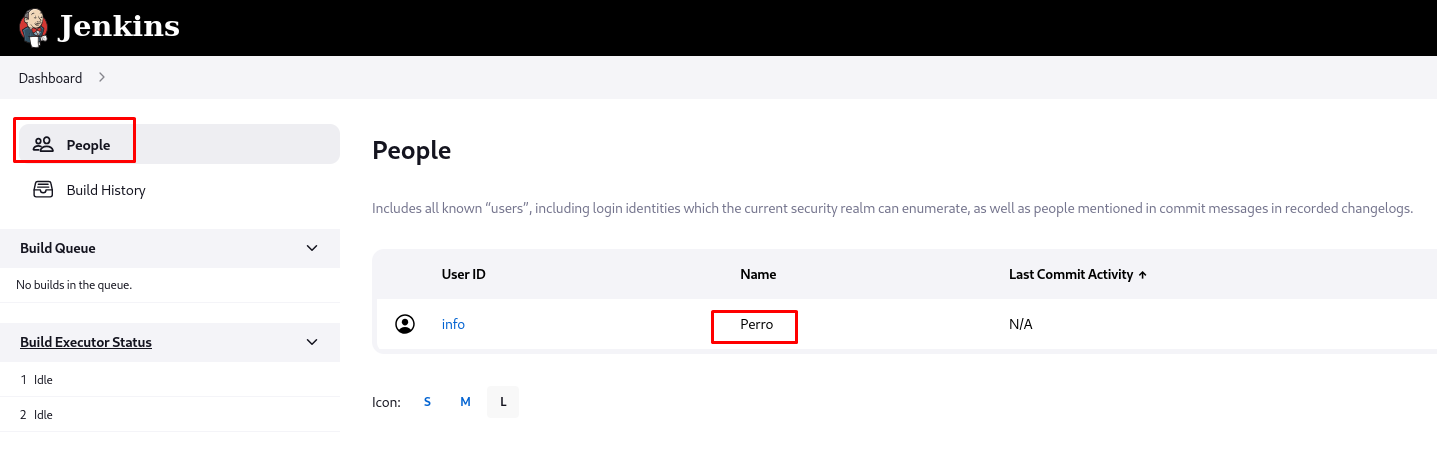 Jenkins
Dashboard
People
Build History
Build Queue
No builds in the queue.
Build Executor Status
1 Idle
2 Idle
People
Includes all known “users”, including login identities which the current security realm can enumerate, as well as people mentioned in commit messages in recorded changelogs.
User ID Name Last Commit Activity ↑
info Perro N/A
Icon: S M L